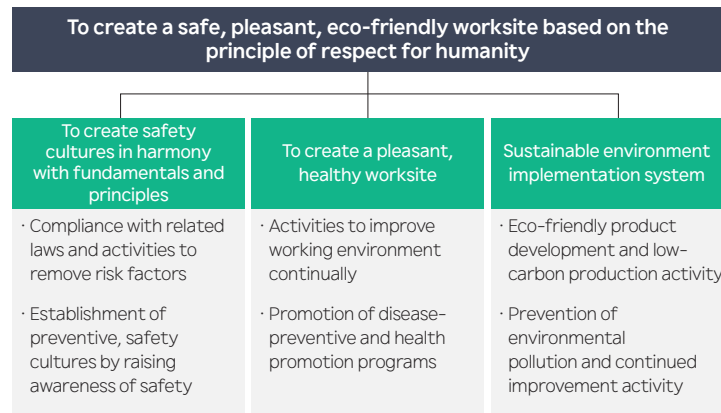 To create a safe, pleasant, eco-friendly worksite based on the
principle of respect for humanity
To create safety
cultures in harmony
with fundamentals and
principles
· Compliance with related
laws and activities to
remove risk factors
· Establishment of
preventive, safety
cultures by raising
awareness of safety
To create a pleasant,
healthy worksite
· Activities to improve
working environment
continually
· Promotion of disease-
preventive and health
promotion programs
Sustainable environment
implementation system
· Eco-friendly product
development and low-
carbon production activity
· Prevention of
environmental
pollution and continued
improvement activity